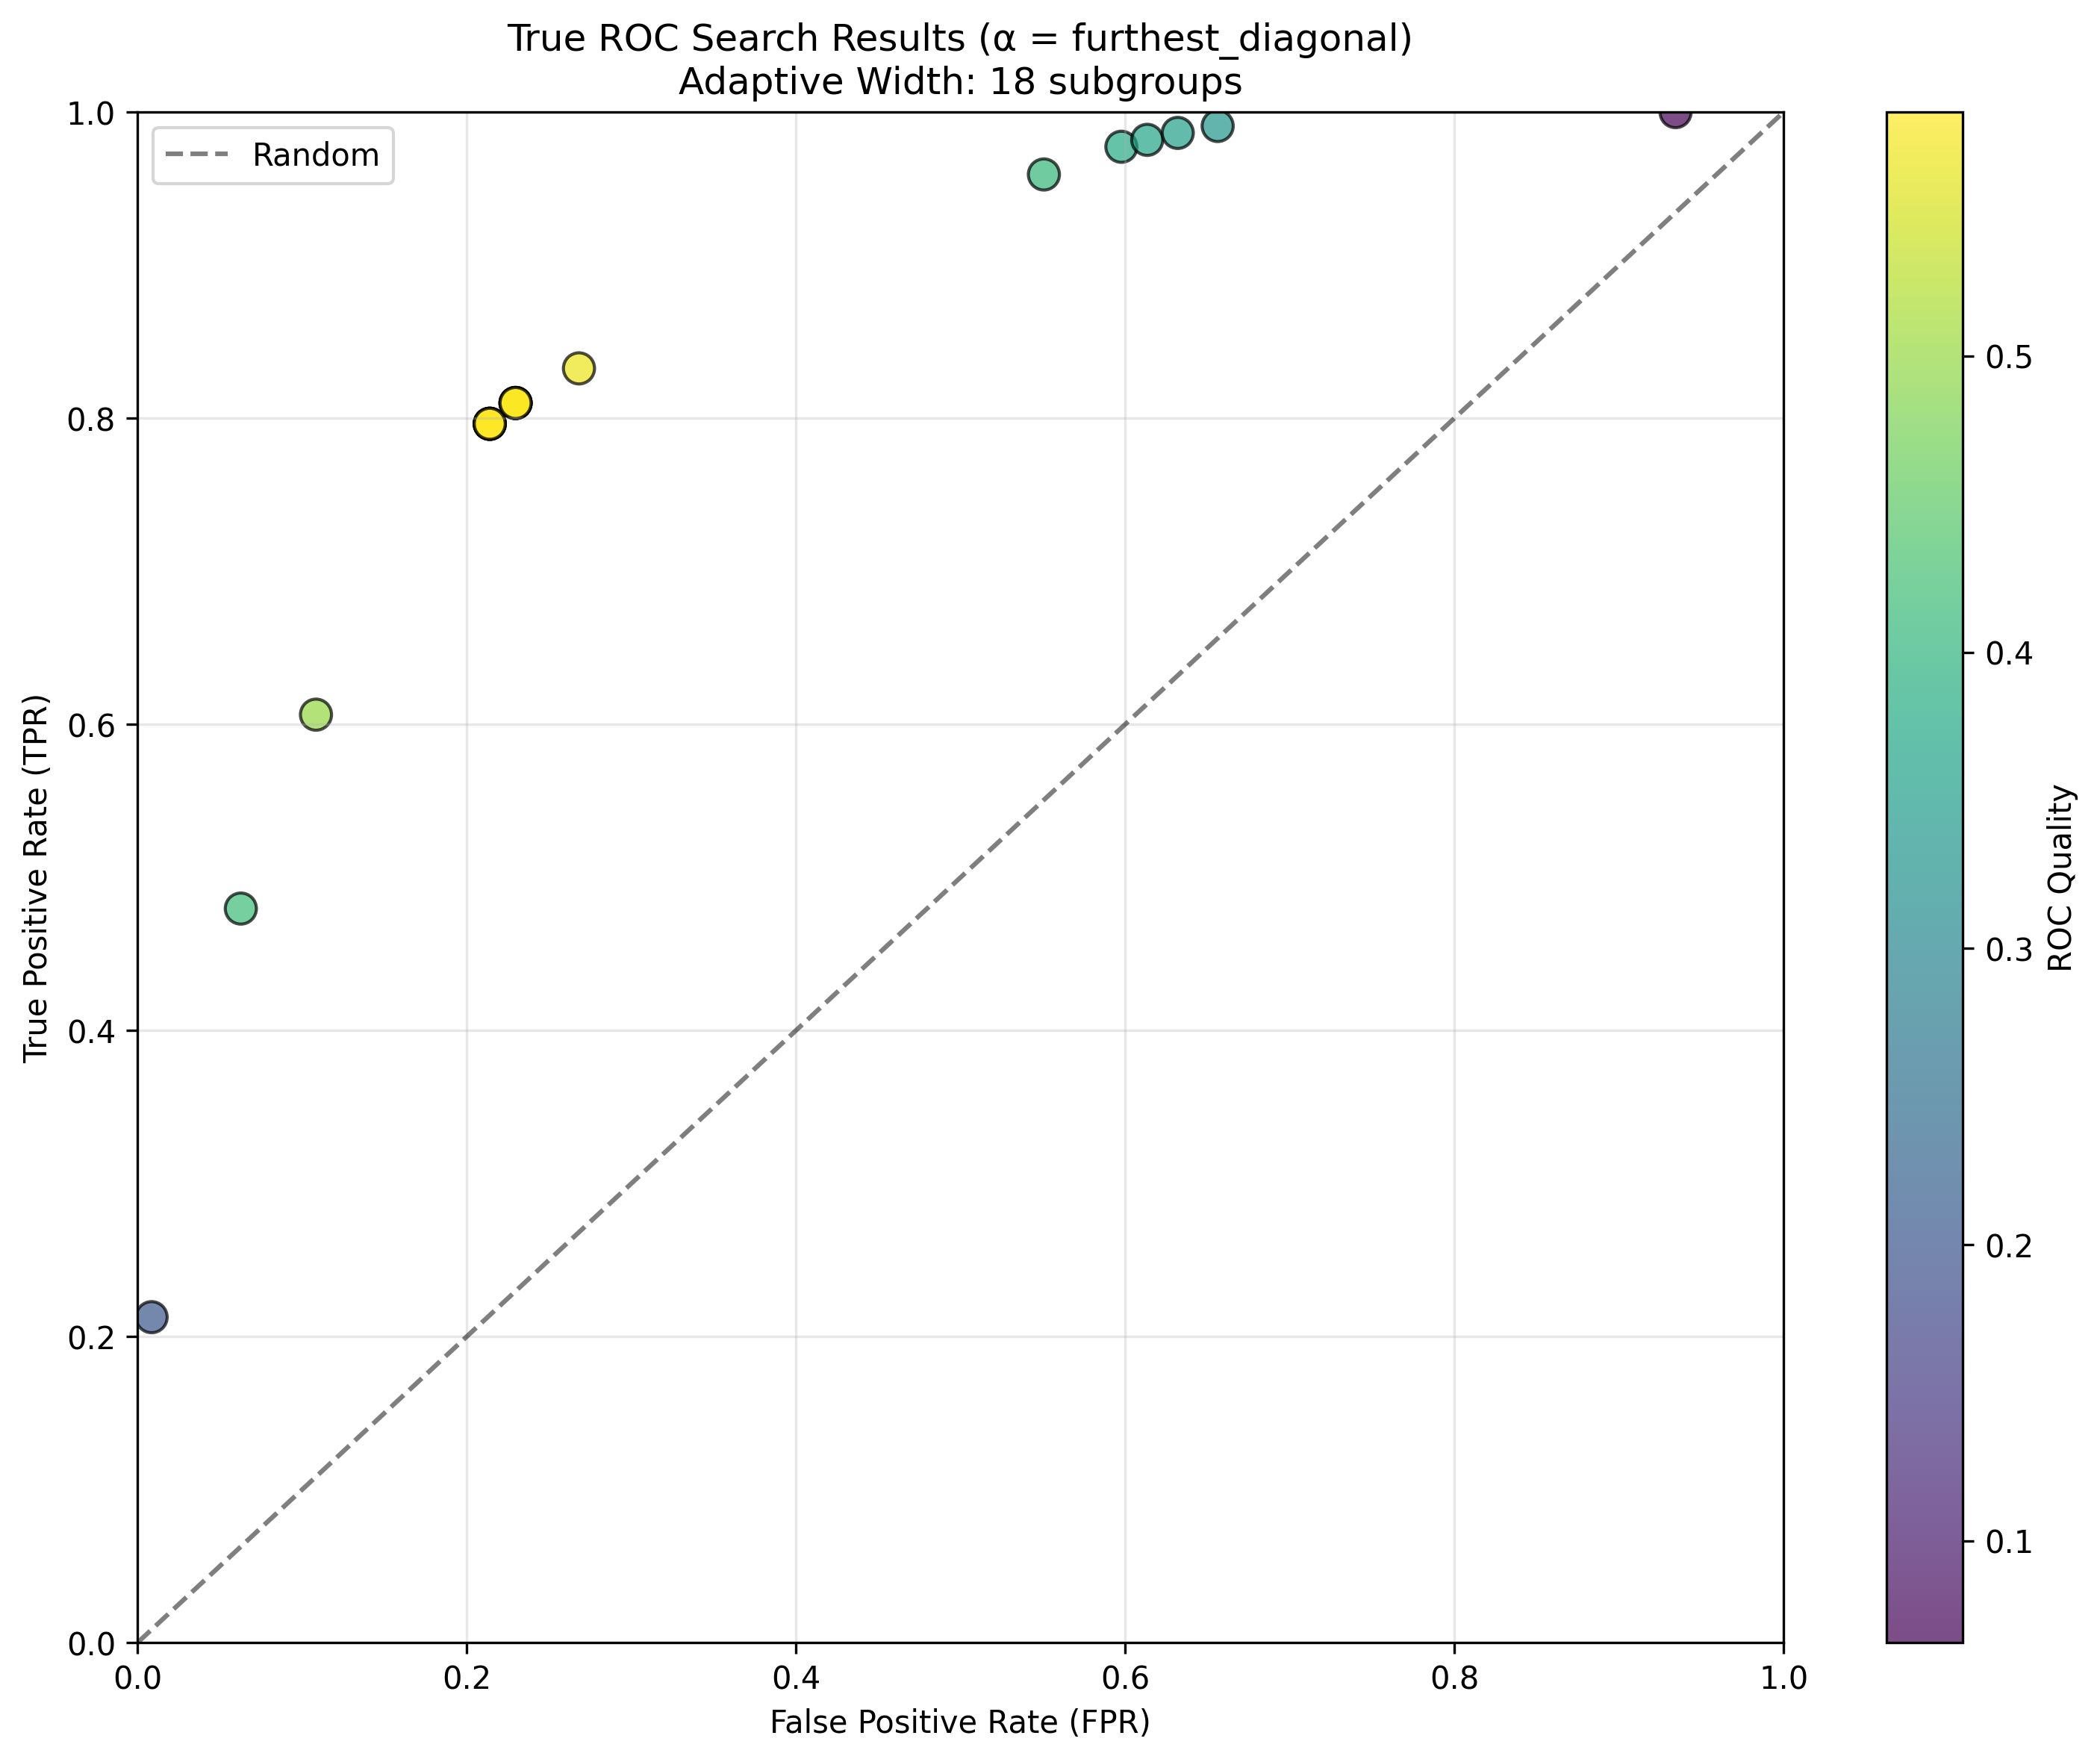 True ROC Search Results (α = furthest_diagonal)
Adaptive Width: 18 subgroups
Random
True Positive Rate (TPR)
1.0
0.8
0.6
0.4
0.2
0.0
0.0 0.2 0.4 0.6 0.8 1.0
False Positive Rate (FPR)
0.5
0.4
0.3
0.2
0.1
ROC Quality